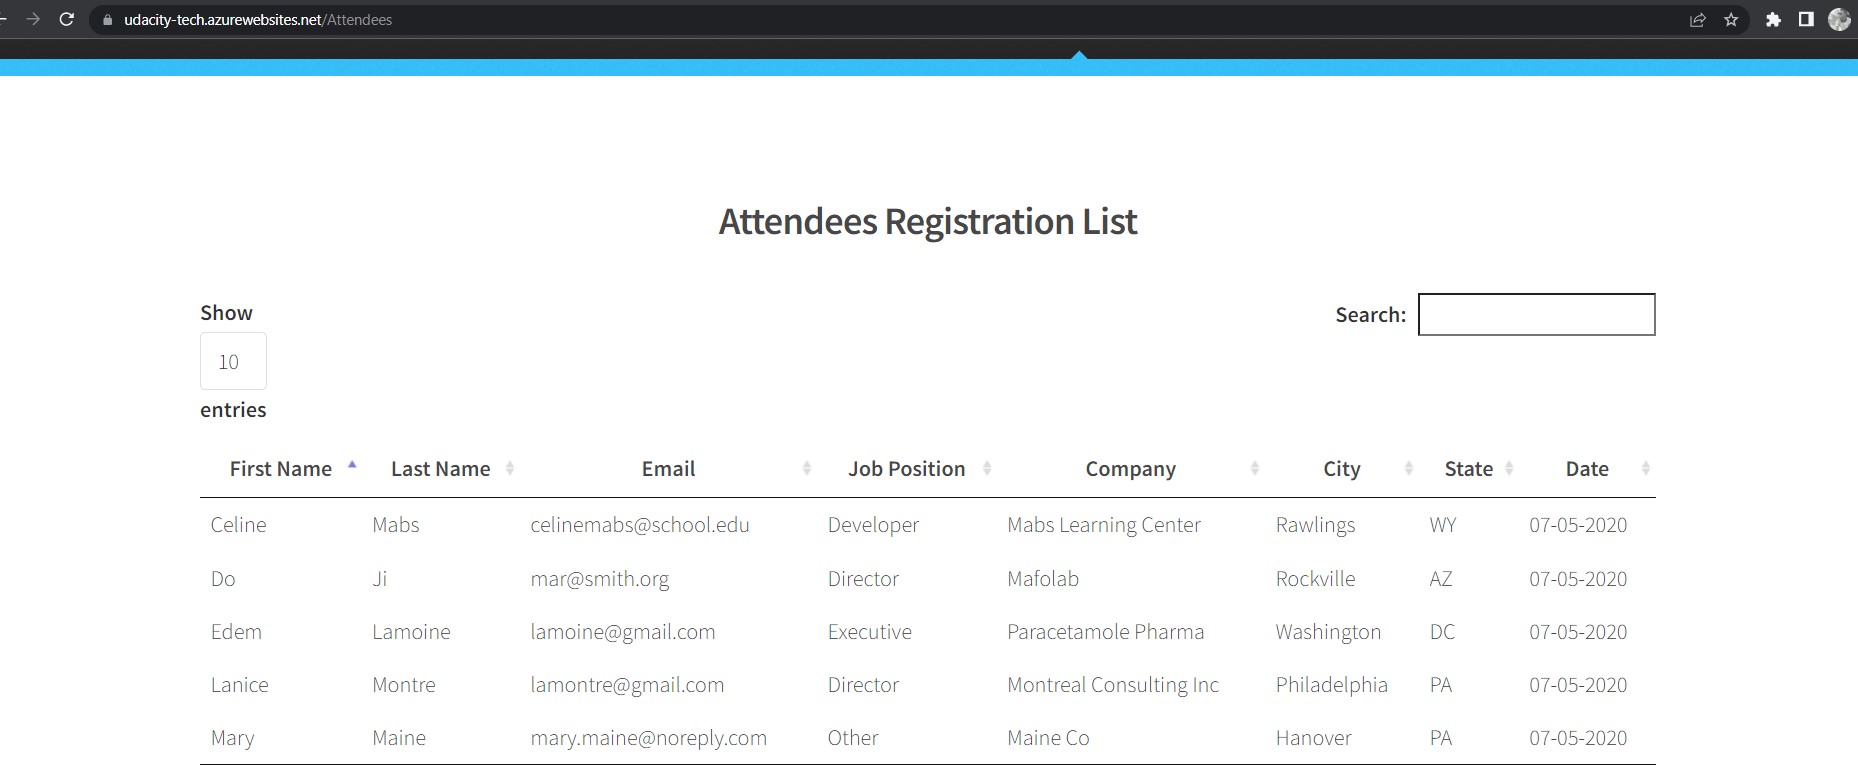 udacity-tech.azurewebsites.net/Attendees
Attendees Registration List
Show
10
entries
Search:
First Name Last Name Email Job Position Company City State Date
Celine Mabs celinemabs@school.edu Developer Mabs Learning Center Rawlings WY 07-05-2020
Do Ji mar@smith.org Director Mafolab Rockville AZ 07-05-2020
Edem Lamoine lamoine@gmail.com Executive Paracetamole Pharma Washington DC 07-05-2020
Lanice Montre lamontre@gmail.com Director Montreal Consulting Inc Philadelphia PA 07-05-2020
Mary Maine mary.maine@noreply.com Other Maine Co Hanover PA 07-05-2020